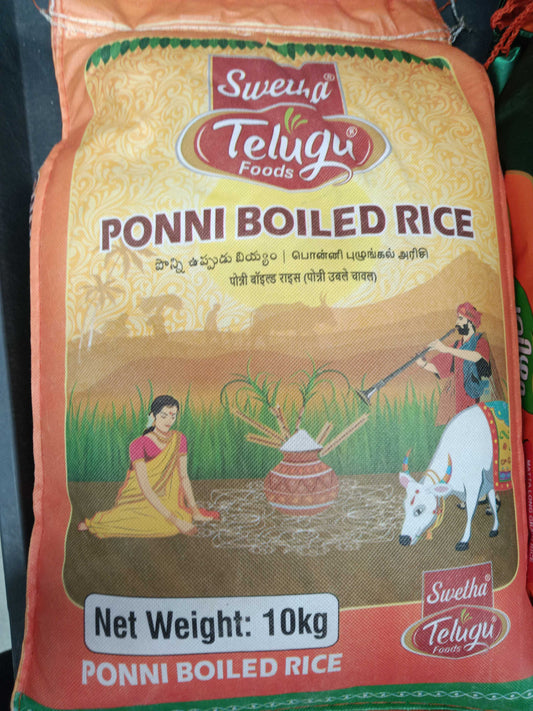 Swetha®
Telugu®
Foods
PONNI BOILED RICE
పొన్ని ఉప్పుడు బియ్యం | பொன்னி புழுங்கல் அரிசி
पोन्नी बॉइल्ड राइस (पोन्नी उबले चावल)
Net Weight: 10kg
PONNI BOILED RICE
Swetha®
Telugu®
Foods